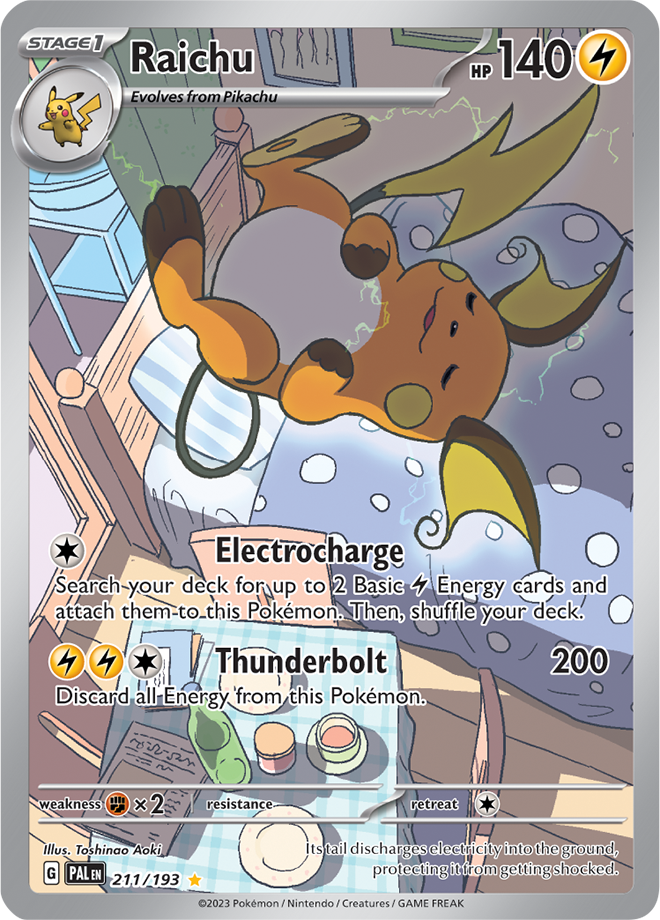 STAGE 1
Raichu
HP 140
Evolves from Pikachu
Electrocharge
Search your deck for up to 2 Basic Energy cards and
attach them to this Pokémon. Then, shuffle your deck.
Thunderbolt 200
Discard all Energy from this Pokémon.
weakness ×2 resistance retreat
Illus. Toshinao Aoki
Its tail discharges electricity into the ground,
protecting it from getting shocked.
G PAL EN 211/193
©2023 Pokémon / Nintendo / Creatures / GAME FREAK